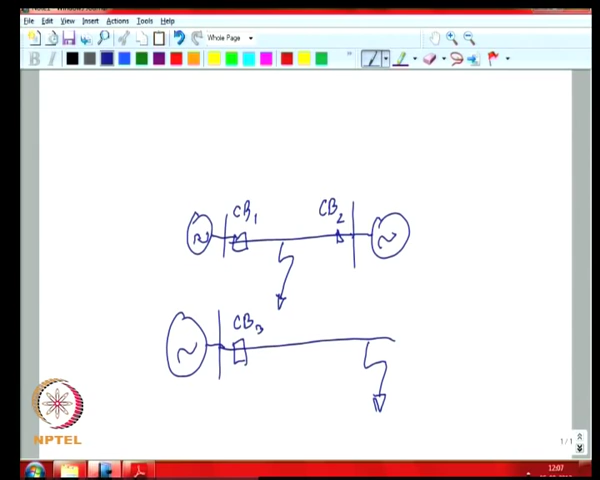 File Edit View Insert Actions Tools Help
Whole Page
CB1 CB2
CB3
NPTEL
1/1
12:07